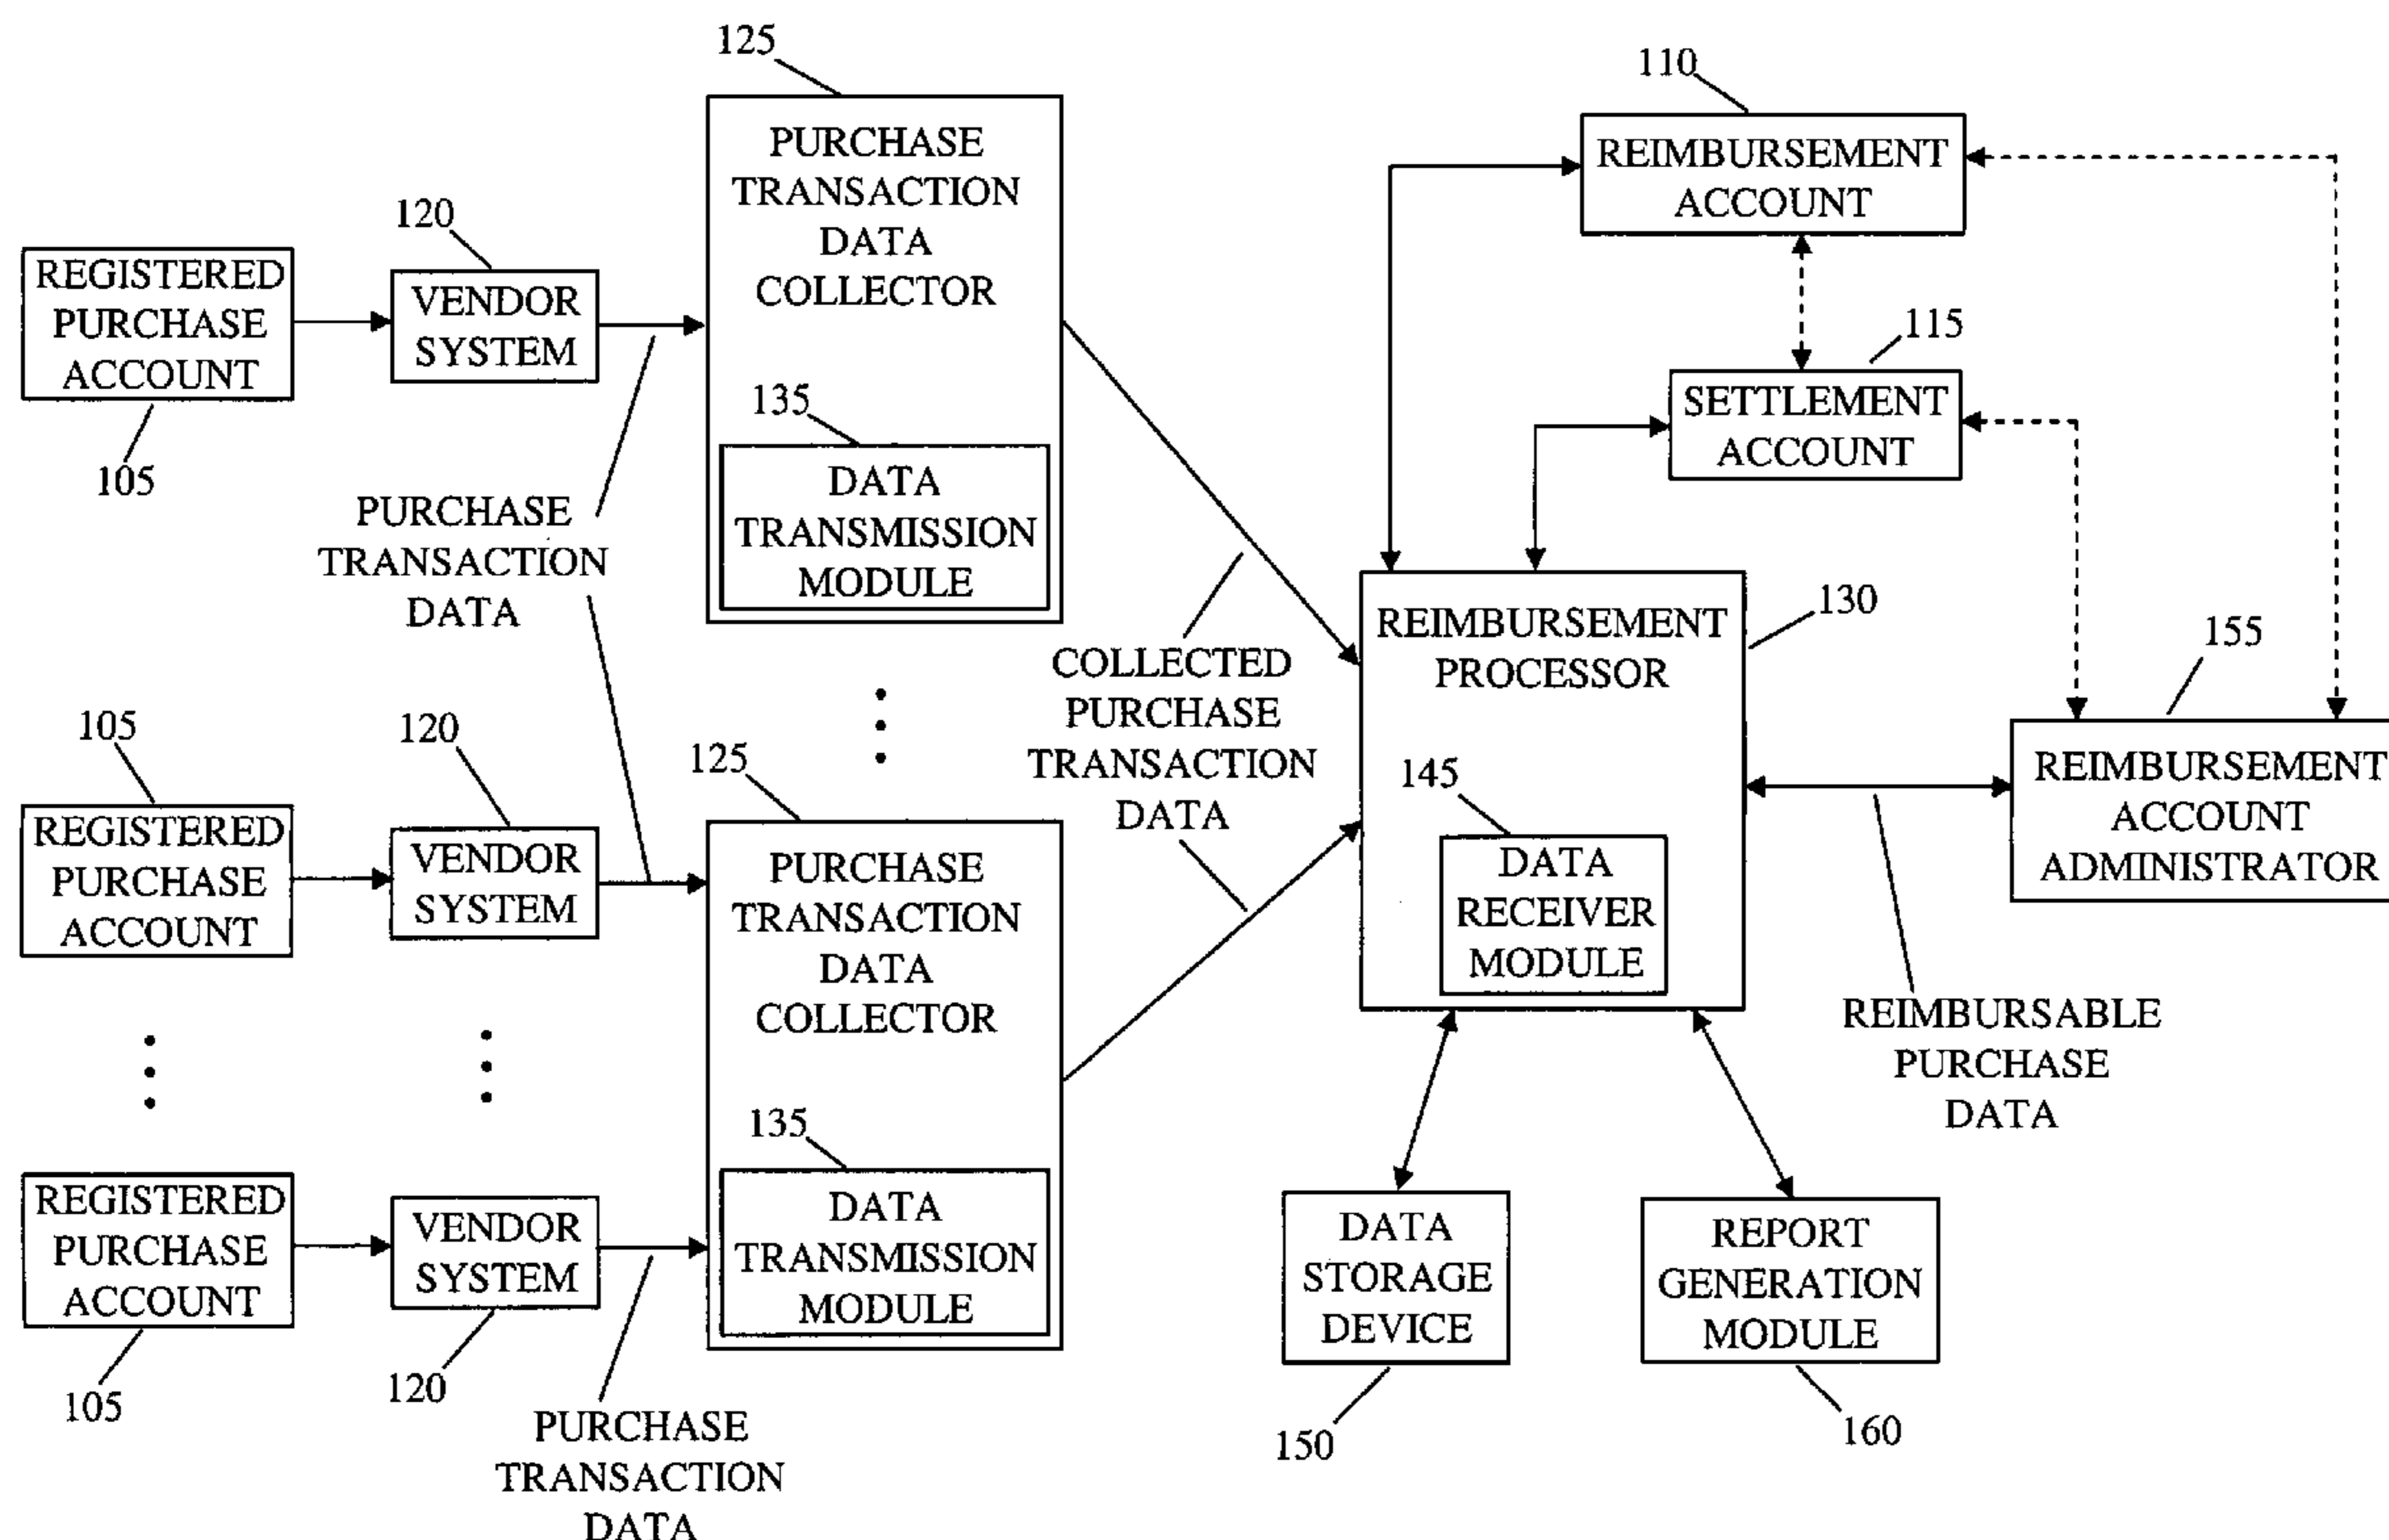 125
PURCHASE
TRANSACTION
DATA
COLLECTOR
135
DATA
TRANSMISSION
MODULE
120
REGISTERED
PURCHASE
ACCOUNT
105
VENDOR
SYSTEM
PURCHASE
TRANSACTION
DATA
110
REIMBURSEMENT
ACCOUNT
115
SETTLEMENT
ACCOUNT
COLLECTED
PURCHASE
TRANSACTION
DATA
REIMBURSEMENT
PROCESSOR
130
145
DATA
RECEIVER
MODULE
155
REIMBURSEMENT
ACCOUNT
ADMINISTRATOR
REIMBURSABLE
PURCHASE
DATA
105
REGISTERED
PURCHASE
ACCOUNT
120
VENDOR
SYSTEM
125
PURCHASE
TRANSACTION
DATA
COLLECTOR
135
DATA
TRANSMISSION
MODULE
REGISTERED
PURCHASE
ACCOUNT
105
VENDOR
SYSTEM
120
PURCHASE
TRANSACTION
DATA
DATA
STORAGE
DEVICE
150
REPORT
GENERATION
MODULE
160